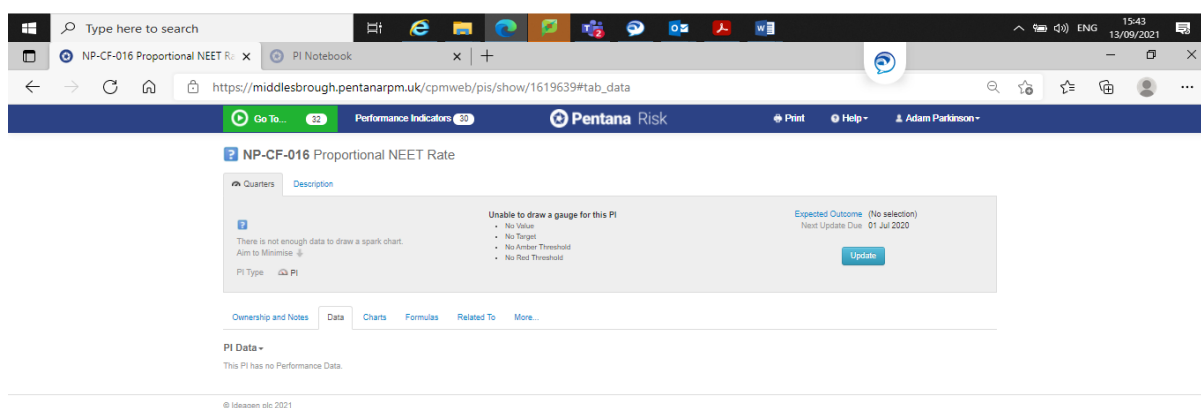 Type here to search
ENG
15:43
13/09/2021
NP-CF-016 Proportional NEET Ra
PI Notebook
https://middlesbrough.pentanarpm.uk/cpmweb/pis/show/1619639#tab_data
Go To... 32
Performance Indicators 30
Pentana Risk
Print
Help
Adam Parkinson
NP-CF-016 Proportional NEET Rate
Quarters
Description
There is not enough data to draw a spark chart.
Aim to Minimise
PI Type PI
Unable to draw a gauge for this PI
• No Value
• No Target
• No Amber Threshold
• No Red Threshold
Expected Outcome (No selection)
Next Update Due 01 Jul 2020
Update
Ownership and Notes Data Charts Formulas Related To More...
PI Data
This PI has no Performance Data.
© Ideagen plc 2021